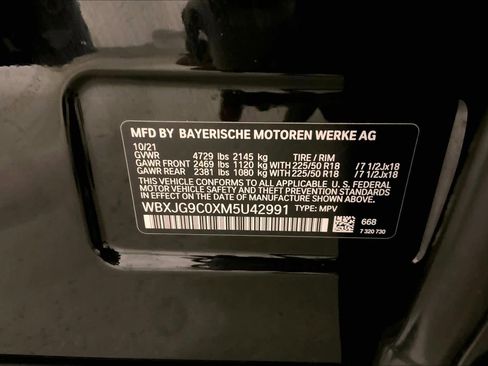 MFD BY BAYERISCHE MOTOREN WERKE AG
10/21
GVWR 4729 lbs 2145 kg TIRE / RIM
GAWR FRONT 2469 lbs 1120 kg WITH 225/50 R18 /7 1/2Jx18
GAWR REAR 2381 lbs 1080 kg WITH 225/50 R18 /7 1/2Jx18
THIS VEHICLE CONFORMS TO ALL APPLICABLE U. S. FEDERAL
MOTOR VEHICLE SAFETY, BUMPER, AND THEFT PREVENTION
STANDARDS IN EFFECT ON THE DATE OF MANUFACTURE SHOWN ABOVE.
WBXJG9C0XM5U42991 TYPE: MPV
668
7 320 730